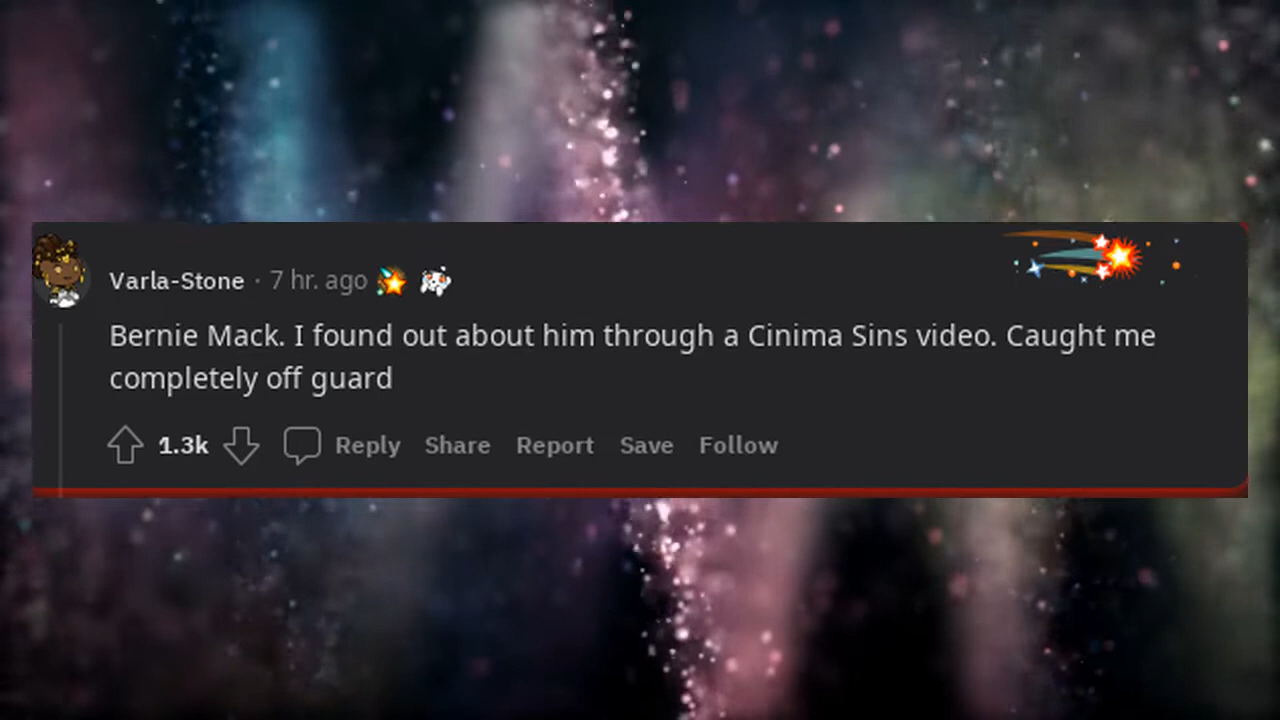 Varla-Stone · 7 hr. ago
Bernie Mack. I found out about him through a Cinima Sins video. Caught me
completely off guard
1.3k Reply Share Report Save Follow